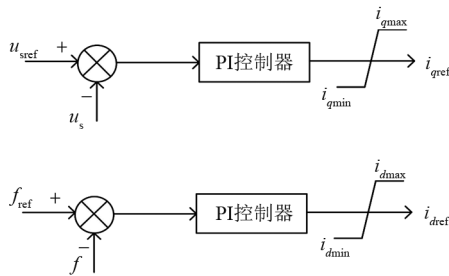 u_sref + PI控制器 i_qmax i_qref
− i_qmin
u_s
f_ref + PI控制器 i_dmax i_dref
− i_dmin
f